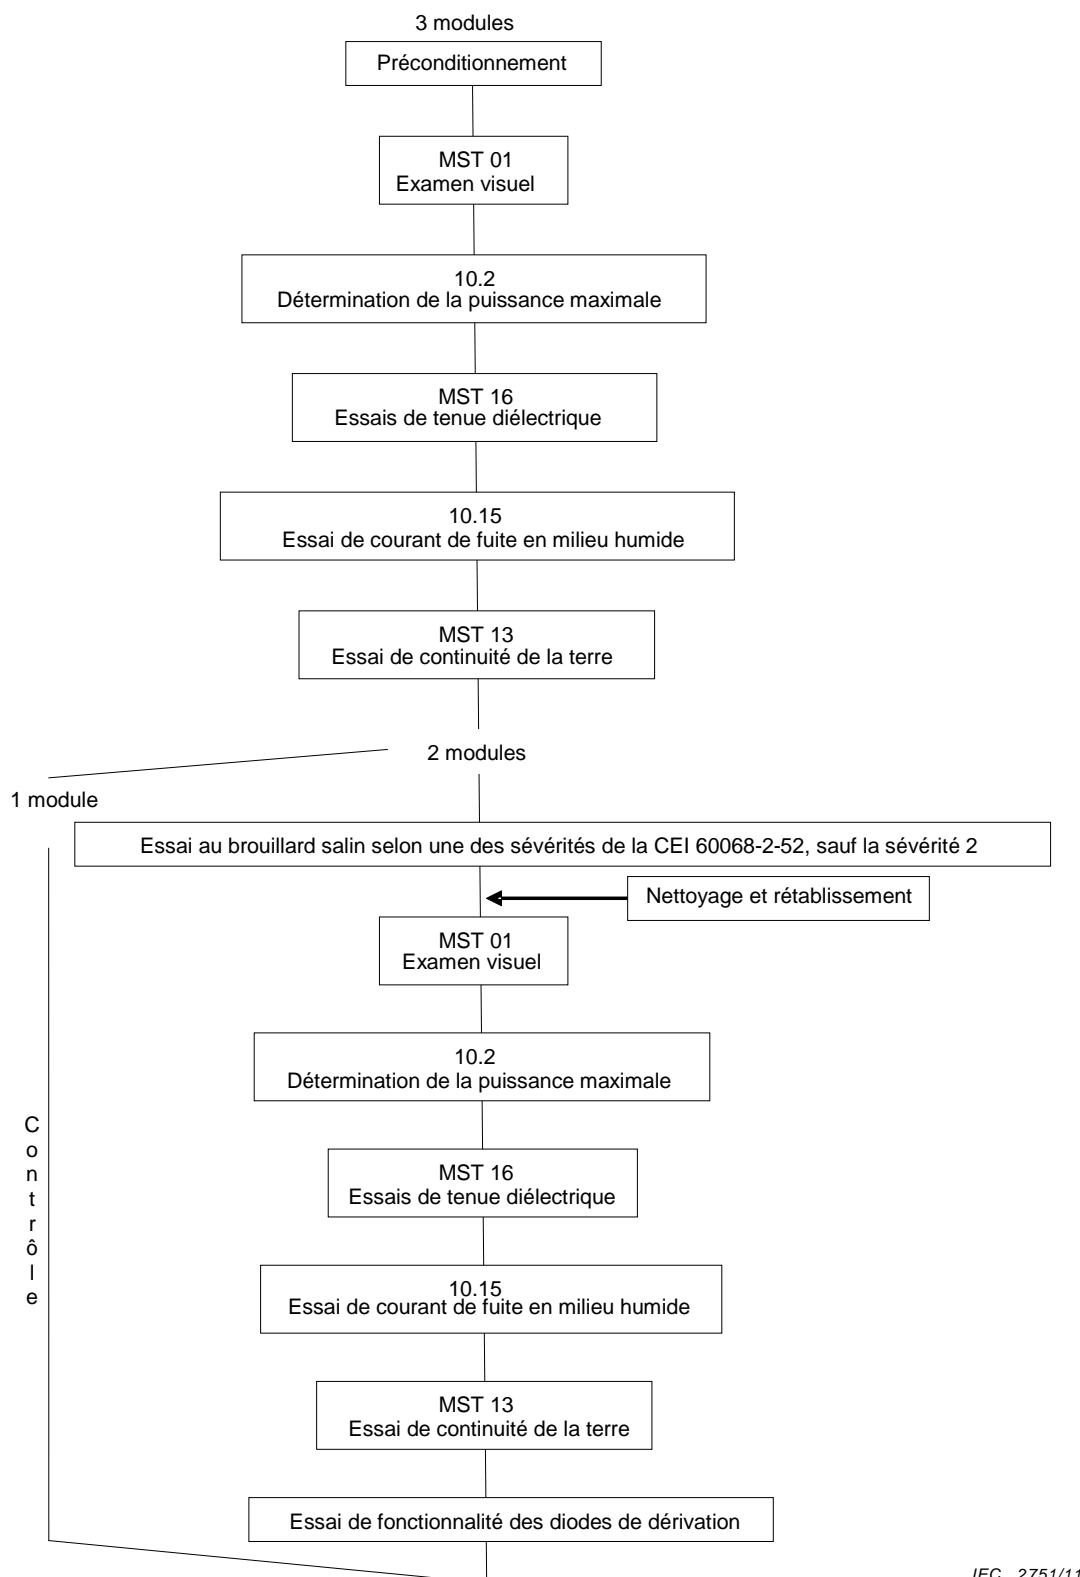 3 modules
Préconditionnement
MST 01
Examen visuel
10.2
Détermination de la puissance maximale
MST 16
Essais de tenue diélectrique
10.15
Essai de courant de fuite en milieu humide
MST 13
Essai de continuité de la terre
2 modules
1 module
Essai au brouillard salin selon une des sévérités de la CEI 60068-2-52, sauf la sévérité 2
Nettoyage et rétablissement
MST 01
Examen visuel
10.2
Détermination de la puissance maximale
Contrôle
MST 16
Essais de tenue diélectrique
10.15
Essai de courant de fuite en milieu humide
MST 13
Essai de continuité de la terre
Essai de fonctionnalité des diodes de dérivation
IEC 2751/11